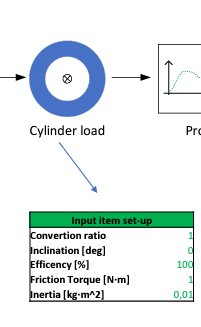 Cylinder load
Pro
Input item set-up
Convertion ratio 1
Inclination [deg] 0
Efficency [%] 100
Friction Torque [N·m] 1
Inertia [kg·m^2] 0,01